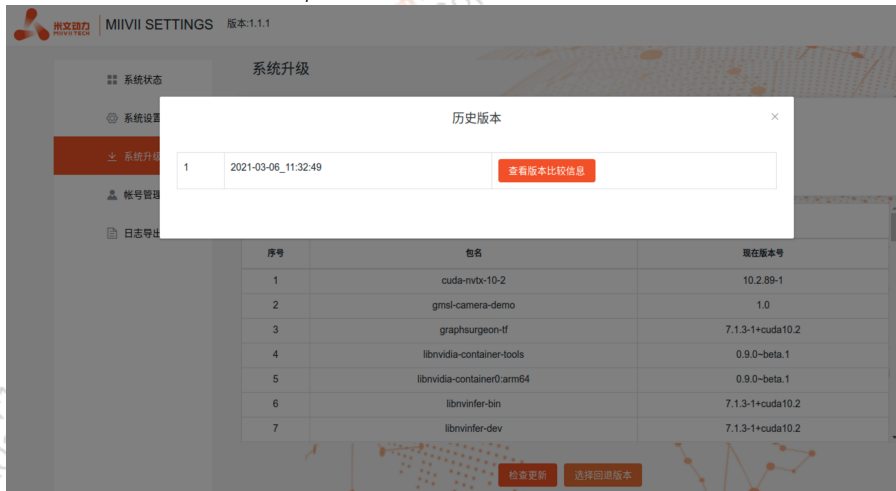 米文动力
MIIVII TECH
MIIVII SETTINGS 版本:1.1.1
系统状态
系统设置
系统升级
帐号管理
日志导出
系统升级
历史版本 ×
1 2021-03-06_11:32:49 查看版本比较信息
序号 包名 现在版本号
1 cuda-nvtx-10-2 10.2.89-1
2 gmsl-camera-demo 1.0
3 graphsurgeon-tf 7.1.3-1+cuda10.2
4 libnvidia-container-tools 0.9.0~beta.1
5 libnvidia-container0:arm64 0.9.0~beta.1
6 libnvinfer-bin 7.1.3-1+cuda10.2
7 libnvinfer-dev 7.1.3-1+cuda10.2
检查更新 选择回退版本